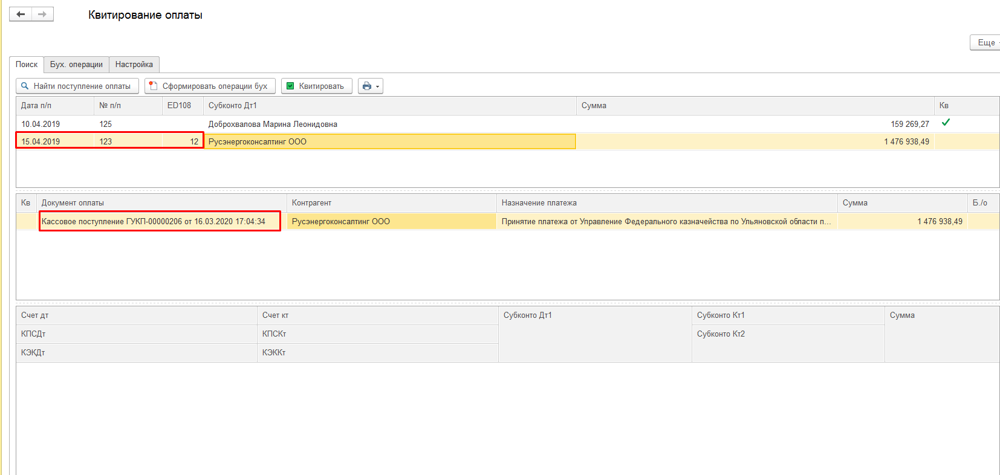 Квитирование оплаты
Еще
Поиск Бух. операции Настройка
Найти поступление оплаты Сформировать операции бух Квитировать
Дата п/п № п/п ED108 Субконто Дт1 Сумма Кв
10.04.2019 125 Доброхвалова Марина Леонидовна 159 269,27
15.04.2019 123 12 Русэнергоконсалтинг ООО 1 476 938,49
Кв Документ оплаты Контрагент Назначение платежа Сумма Б./о
Кассовое поступление ГУКП-00000206 от 16.03.2020 17:04:34 Русэнергоконсалтинг ООО Принятие платежа от Управление Федерального казначейства по Ульяновской области п... 1 476 938,49
Счет дт Счет кт Субконто Дт1 Субконто Кт1 Сумма
КПСДт КПСКт Субконто Кт2
КЭКДт КЭККт